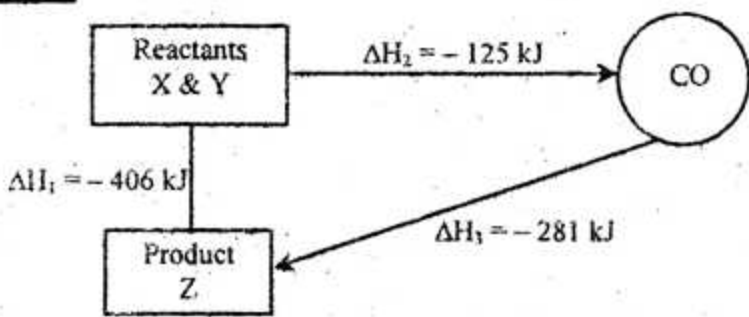 Reactants
X & Y
ΔH₂ = – 125 kJ
CO
ΔH₁ = – 406 kJ
ΔH₃ = – 281 kJ
Product
Z